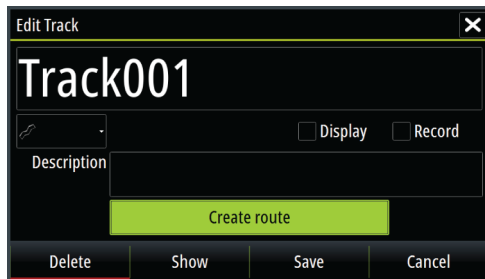 Edit Track
Track001
Display Record
Description
Create route
Delete Show Save Cancel